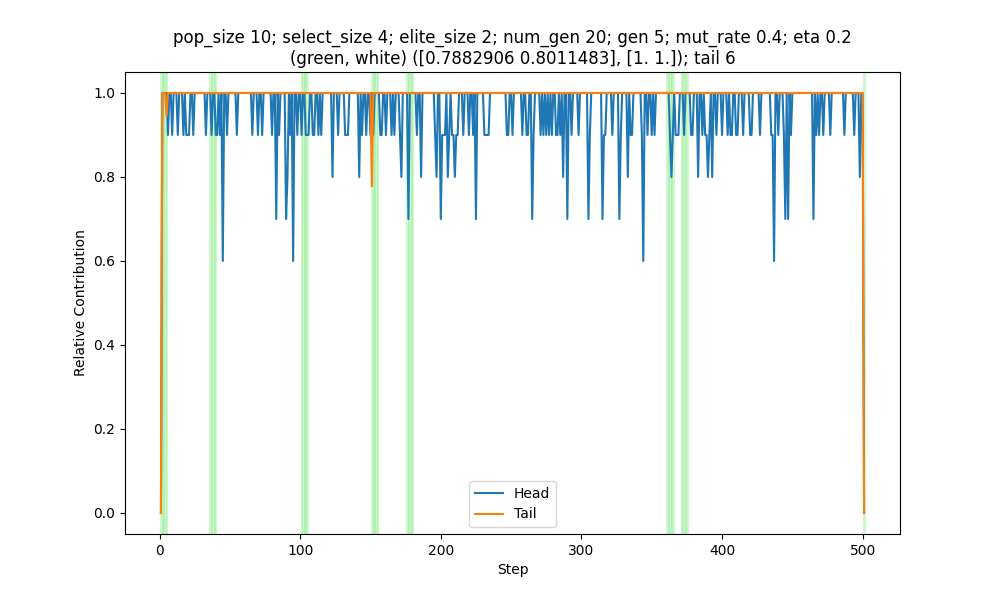 pop_size 10; select_size 4; elite_size 2; num_gen 20; gen 5; mut_rate 0.4; eta 0.2
(green, white) ([0.7882906 0.8011483], [1. 1.]); tail 6
1.0
0.8
0.6
0.4
0.2
0.0
Relative Contribution
Head
Tail
0
100
200
300
400
500
Step